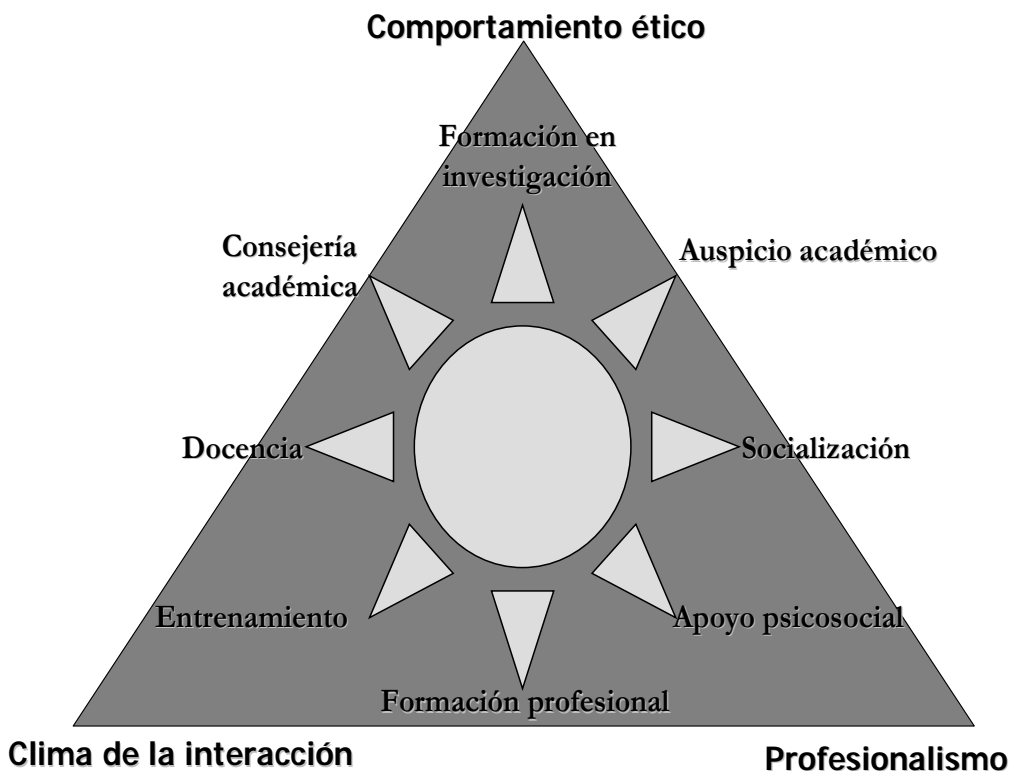 Comportamiento ético
Formación en
investigación
Consejería
académica
Auspicio académico
Docencia
Socialización
Entrenamiento
Apoyo psicosocial
Formación profesional
Clima de la interacción
Profesionalismo